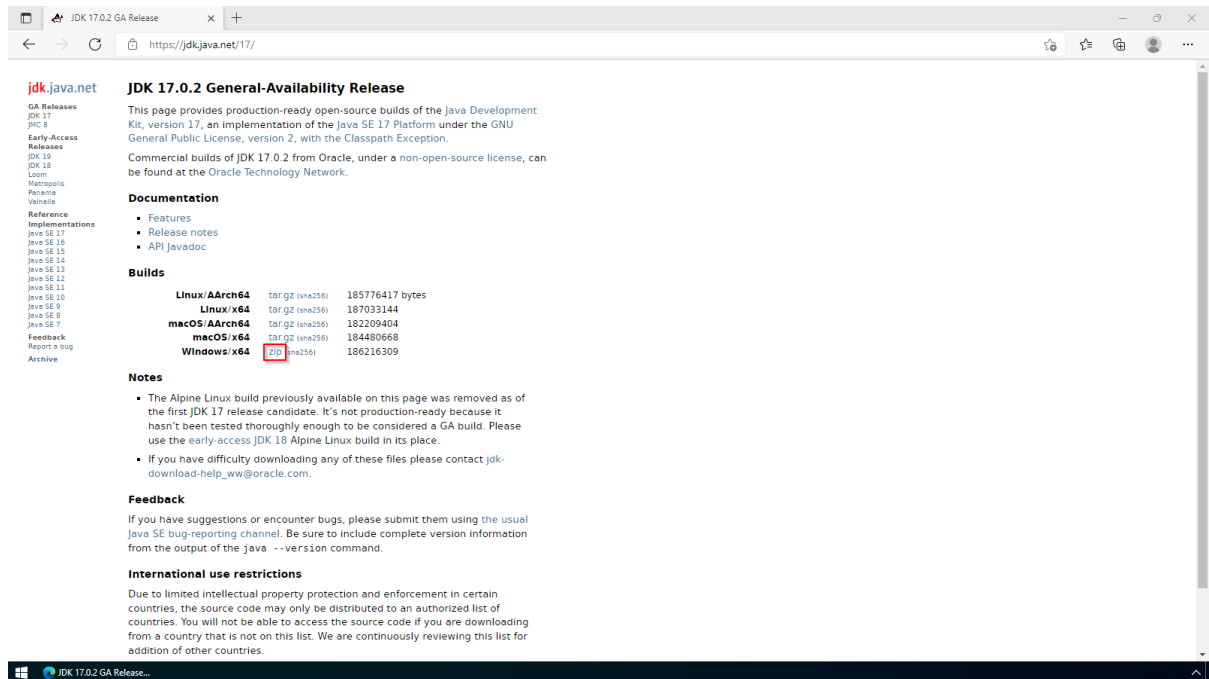 JDK 17.0.2 GA Release
https://jdk.java.net/17/
jdk.java.net
GA Releases
JDK 17
JMC 8
Early-Access
Releases
JDK 19
JDK 18
Loom
Metropolis
Panama
Valhalla
Reference
Implementations
Java SE 17
Java SE 16
Java SE 15
Java SE 14
Java SE 13
Java SE 12
Java SE 11
Java SE 10
Java SE 9
Java SE 8
Java SE 7
Feedback
Report a bug
Archive
JDK 17.0.2 General-Availability Release
This page provides production-ready open-source builds of the Java Development
Kit, version 17, an implementation of the Java SE 17 Platform under the GNU
General Public License, version 2, with the Classpath Exception.
Commercial builds of JDK 17.0.2 from Oracle, under a non-open-source license, can
be found at the Oracle Technology Network.
Documentation
Features
Release notes
API Javadoc
Builds
Linux/AArch64 tar.gz (sha256) 185776417 bytes
Linux/x64 tar.gz (sha256) 187033144
macOS/AArch64 tar.gz (sha256) 182209404
macOS/x64 tar.gz (sha256) 184480668
Windows/x64 zip (sha256) 186216309
Notes
The Alpine Linux build previously available on this page was removed as of
the first JDK 17 release candidate. It's not production-ready because it
hasn't been tested thoroughly enough to be considered a GA build. Please
use the early-access JDK 18 Alpine Linux build in its place.
If you have difficulty downloading any of these files please contact jdk-
download-help_ww@oracle.com.
Feedback
If you have suggestions or encounter bugs, please submit them using the usual
Java SE bug-reporting channel. Be sure to include complete version information
from the output of the java --version command.
International use restrictions
Due to limited intellectual property protection and enforcement in certain
countries, the source code may only be distributed to an authorized list of
countries. You will not be able to access the source code if you are downloading
from a country that is not on this list. We are continuously reviewing this list for
addition of other countries.
JDK 17.0.2 GA Release...